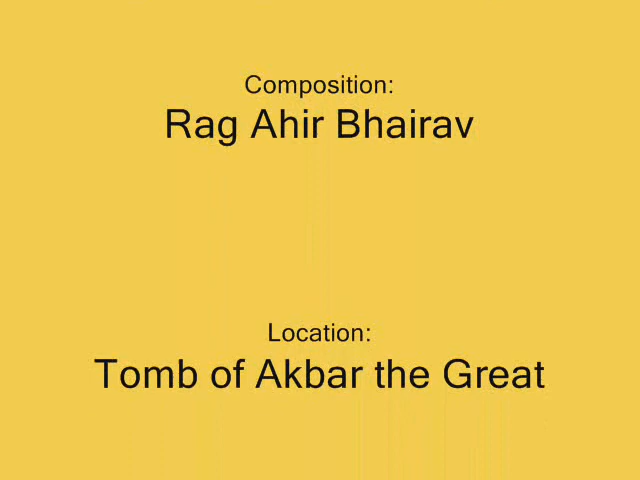 Composition:
Rag Ahir Bhairav
Location:
Tomb of Akbar the Great